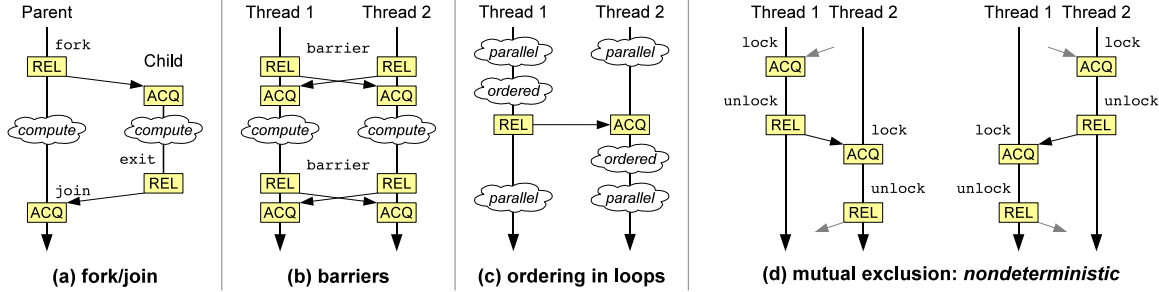 Parent
fork
REL
Child
ACQ
compute
compute
exit
REL
join
ACQ
(a) fork/join
Thread 1
Thread 2
barrier
REL
REL
ACQ
ACQ
compute
compute
barrier
REL
REL
ACQ
ACQ
(b) barriers
Thread 1
Thread 2
parallel
parallel
ordered
REL
ACQ
ordered
parallel
parallel
(c) ordering in loops
Thread 1
Thread 2
lock
ACQ
unlock
REL
lock
ACQ
unlock
REL
Thread 1
Thread 2
lock
ACQ
unlock
REL
lock
ACQ
unlock
REL
(d) mutual exclusion: nondeterministic